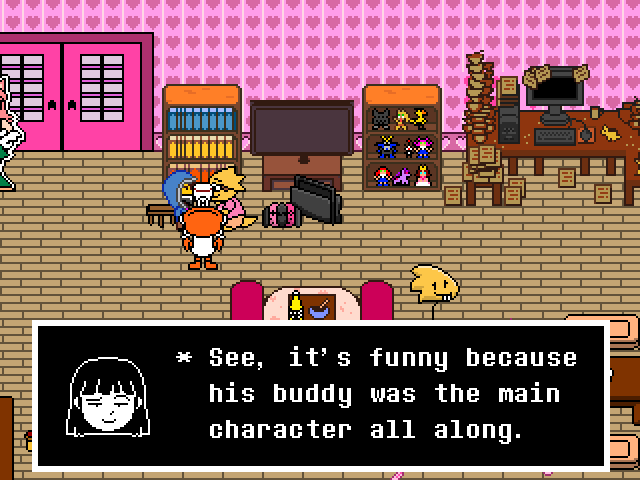 * See, it's funny because
his buddy was the main
character all along.